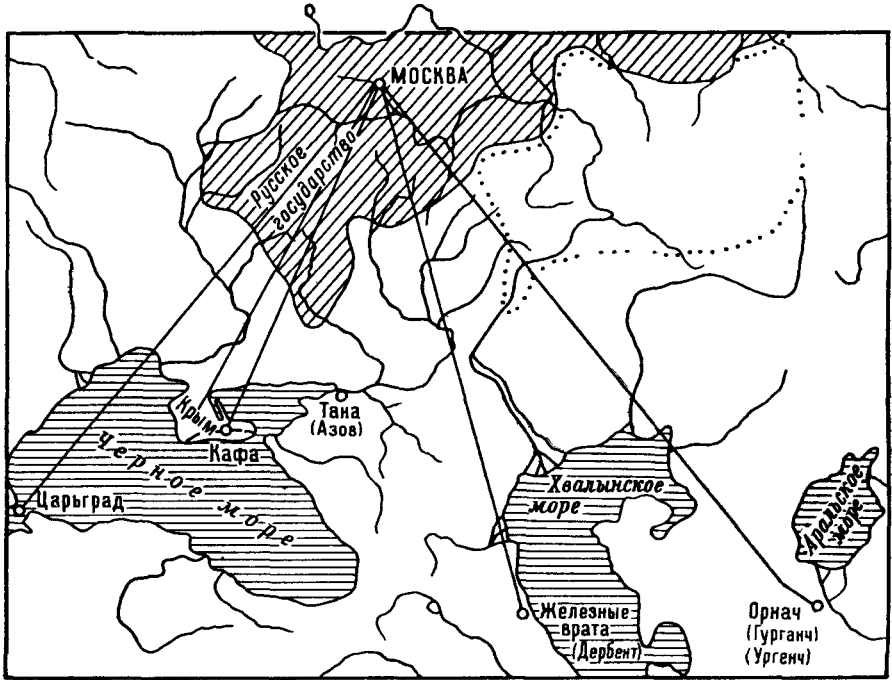 МОСКВА
Русское
государство
Крым
Кафа
Тана
(Азов)
Черное море
Царьград
Хвалынское
море
Аральское
море
Железные
врата
(Дербент)
Орнач
(Гурганч)
(Ургенч)